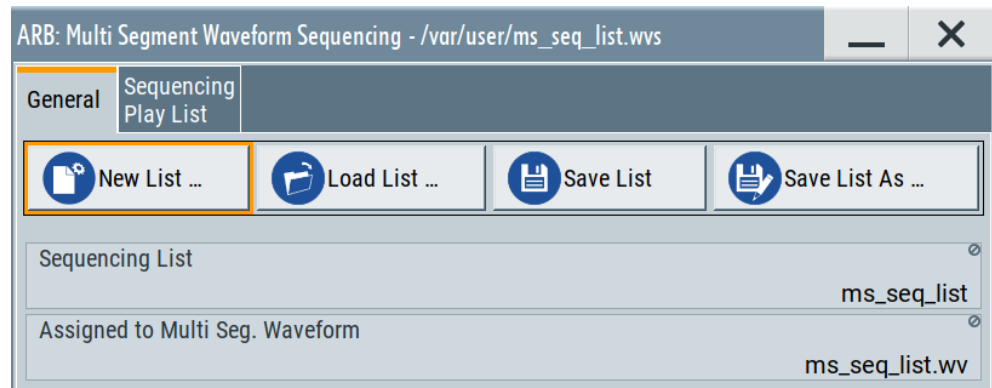 ARB: Multi Segment Waveform Sequencing - /var/user/ms_seq_list.wvs
General
Sequencing
Play List
New List ...
Load List ...
Save List
Save List As ...
Sequencing List
ms_seq_list
Assigned to Multi Seg. Waveform
ms_seq_list.wv